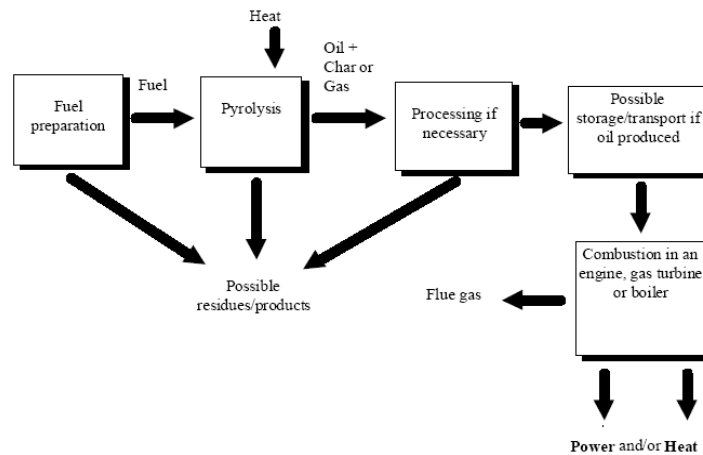 Heat
Oil +
Char or
Gas
Fuel
Fuel
preparation
Pyrolysis
Processing if
necessary
Possible
storage/transport if
oil produced
Possible
residues/products
Flue gas
Combustion in an
engine, gas turbine
or boiler
Power and/or Heat